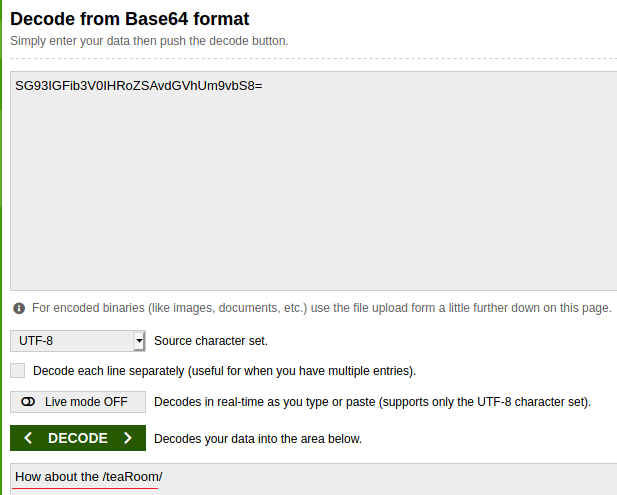 Decode from Base64 format
Simply enter your data then push the decode button.
SG93IGFib3V0IHRoZSAvdGVhUm9vbS8=
For encoded binaries (like images, documents, etc.) use the file upload form a little further down on this page.
UTF-8 Source character set.
Decode each line separately (useful for when you have multiple entries).
Live mode OFF Decodes in real-time as you type or paste (supports only the UTF-8 character set).
< DECODE > Decodes your data into the area below.
How about the /teaRoom/